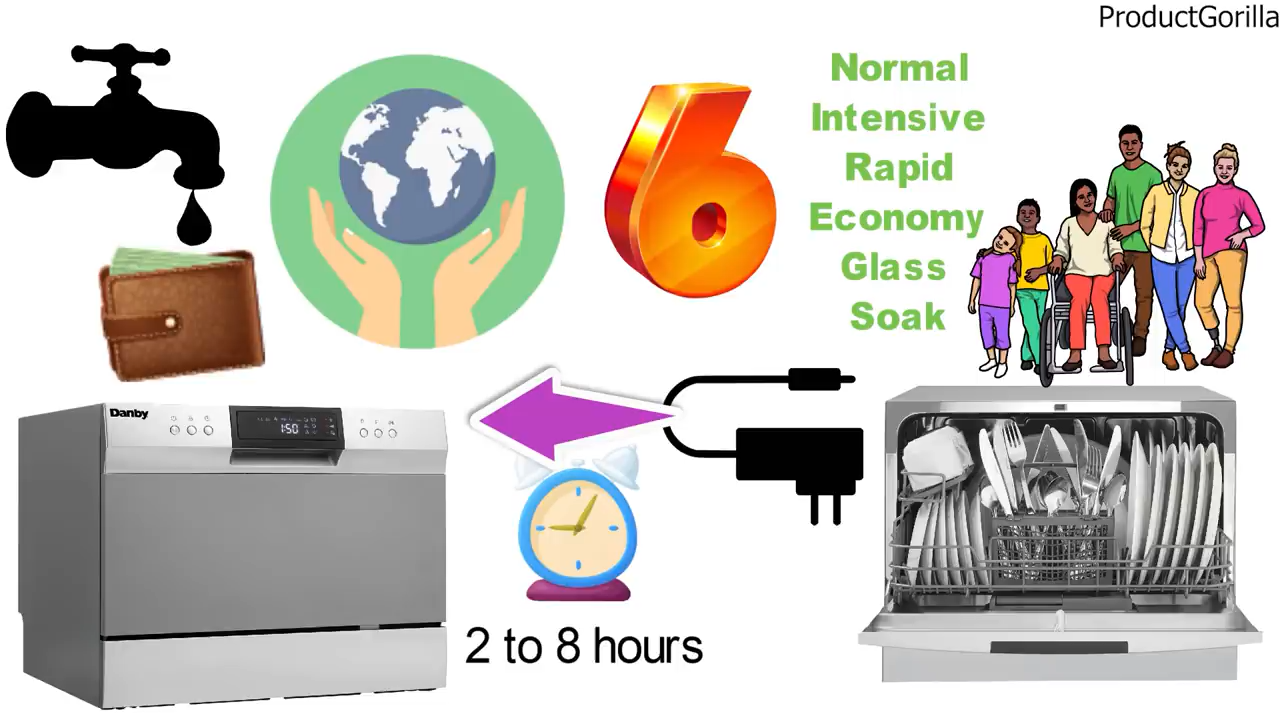 ProductGorilla
6
Normal
Intensive
Rapid
Economy
Glass
Soak
Danby
1:50
2 to 8 hours